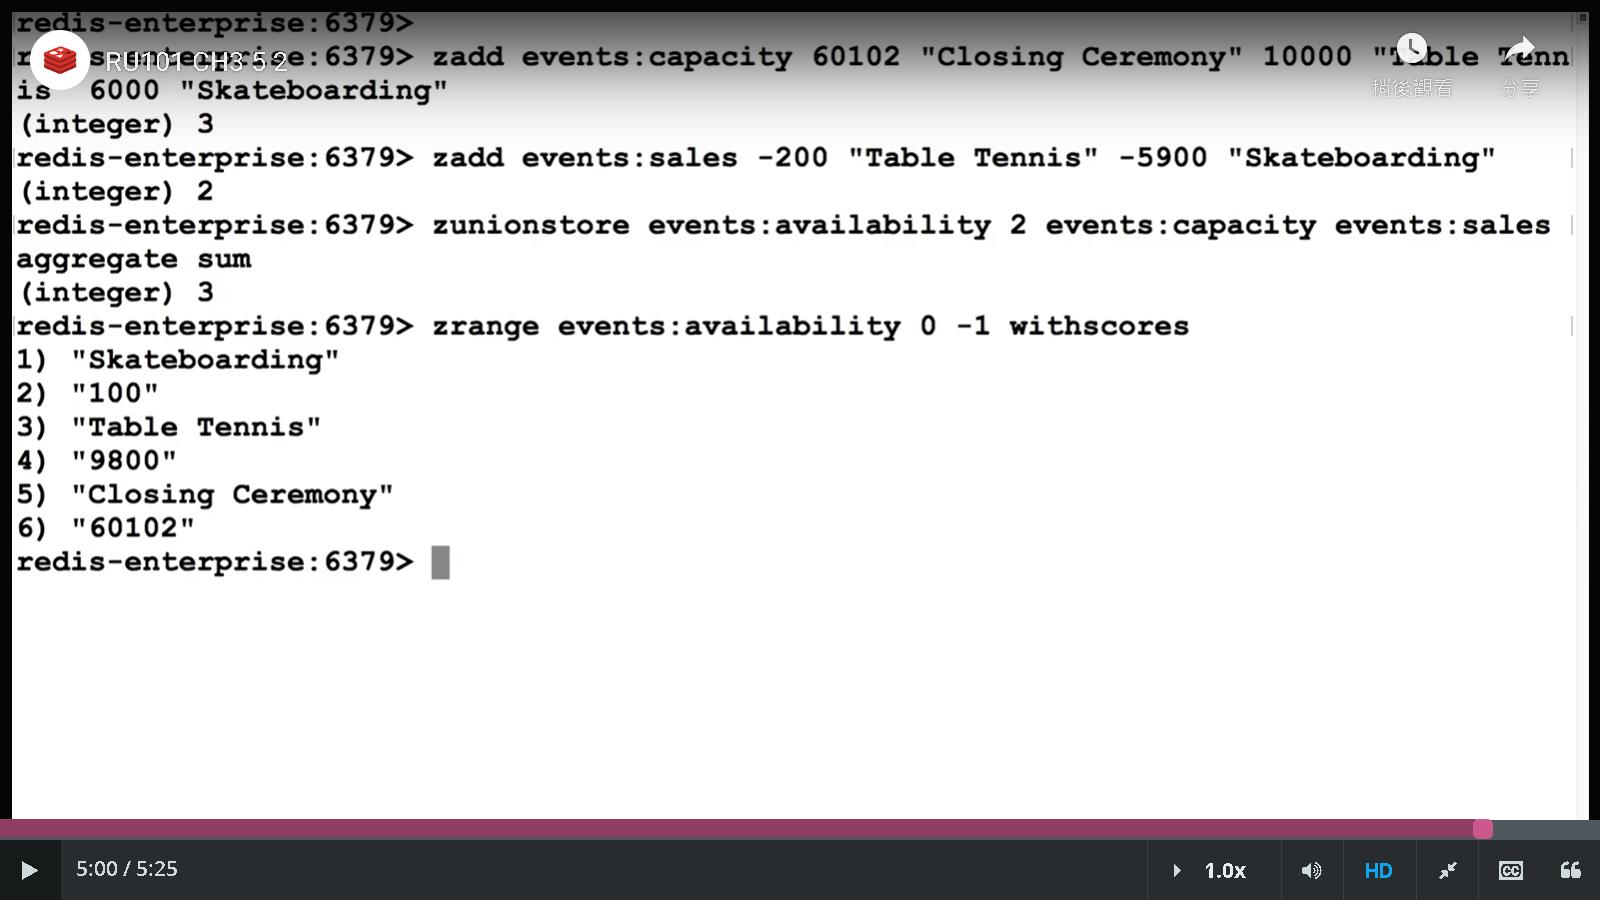 redis-enterprise:6379>
RU101 CH3 5 2
redis-enterprise:6379> zadd events:capacity 60102 "Closing Ceremony" 10000 "Table Tenn
is" 6000 "Skateboarding"
稍後觀看
分享
(integer) 3
redis-enterprise:6379> zadd events:sales -200 "Table Tennis" -5900 "Skateboarding"
(integer) 2
redis-enterprise:6379> zunionstore events:availability 2 events:capacity events:sales
aggregate sum
(integer) 3
redis-enterprise:6379> zrange events:availability 0 -1 withscores
1) "Skateboarding"
2) "100"
3) "Table Tennis"
4) "9800"
5) "Closing Ceremony"
6) "60102"
redis-enterprise:6379>
5:00 / 5:25
1.0x
HD
CC